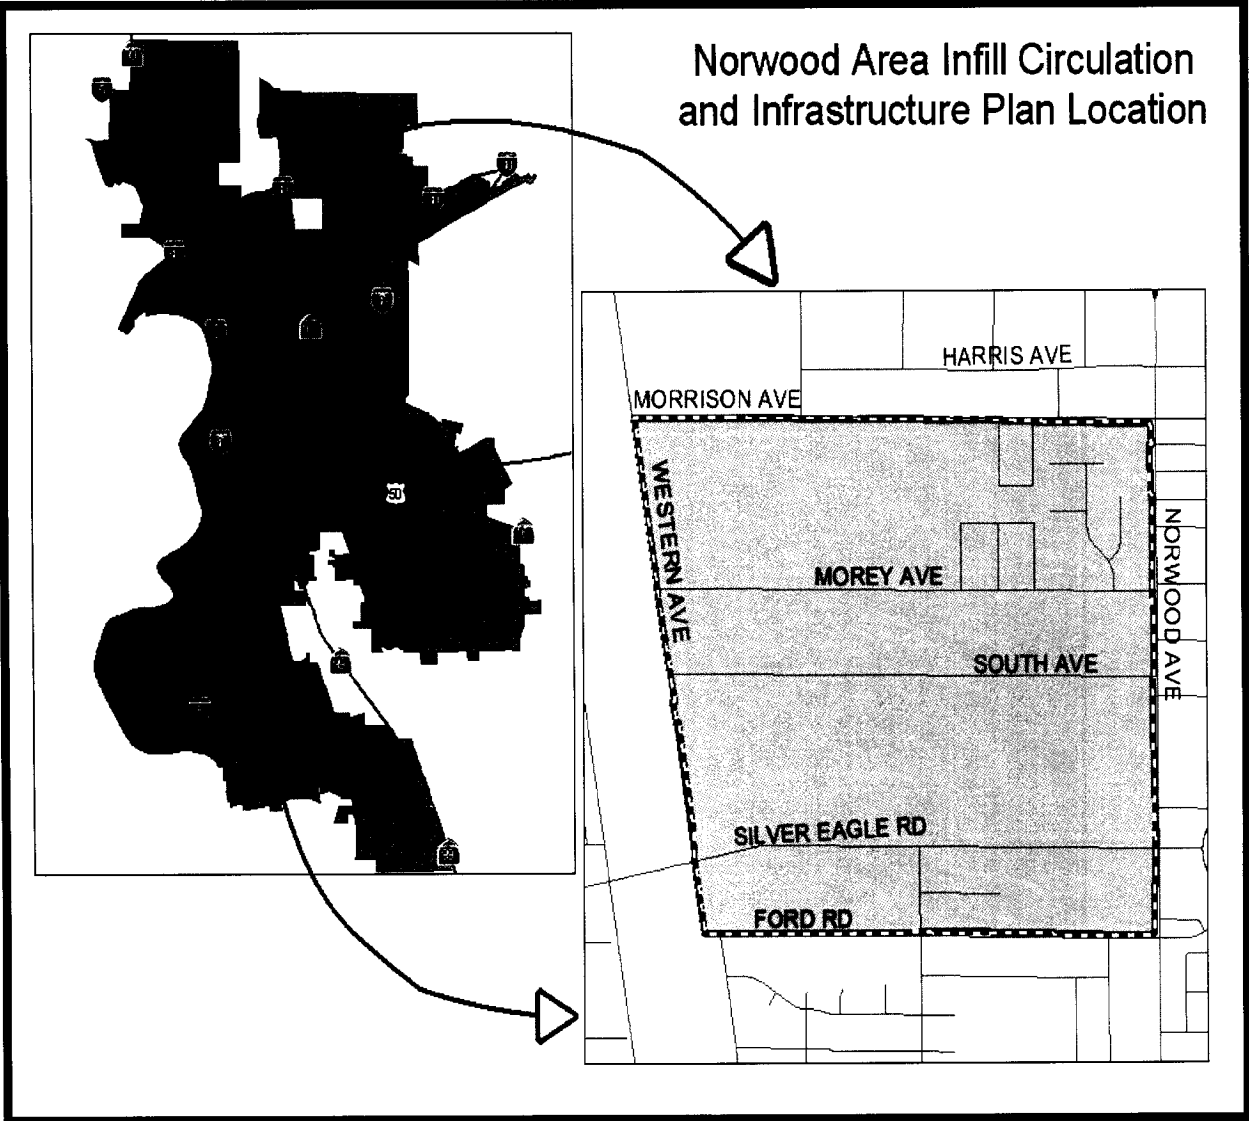 Norwood Area Infill Circulation
and Infrastructure Plan Location
HARRIS AVE
MORRISON AVE
WESTERN AVE
NORWOOD AVE
MOREY AVE
SOUTH AVE
SILVER EAGLE RD
FORD RD
50